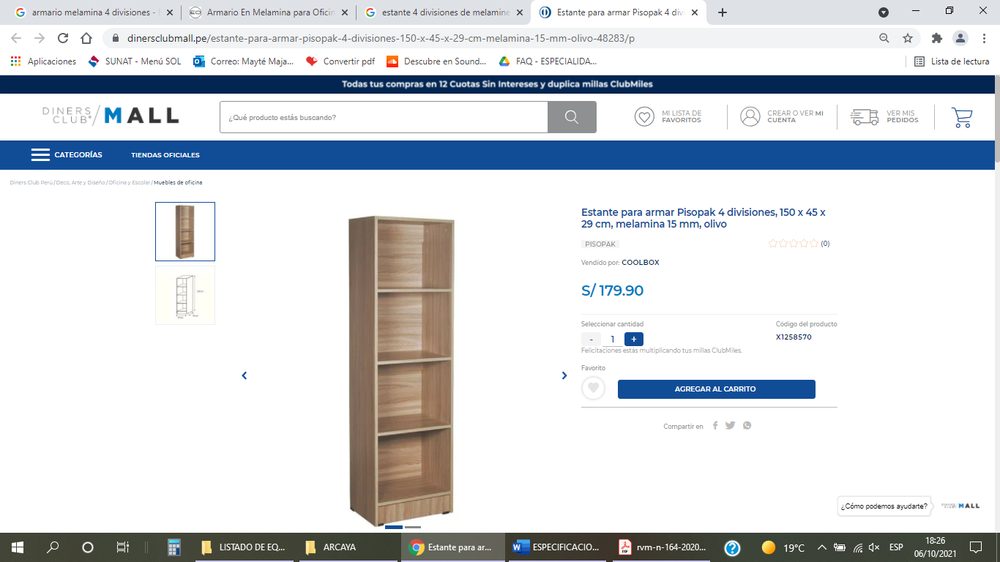 armario melamina 4 divisiones - 
Armario En Melamina para Oficin
estante 4 divisiones de melamine
Estante para armar Pisopak 4 divi
dinersclubmall.pe/estante-para-armar-pisopak-4-divisiones-150-x-45-x-29-cm-melamina-15-mm-olivo-48283/p
Aplicaciones
SUNAT - Menú SOL
Correo: Mayté Maja...
Convertir pdf
Descubre en Sound...
FAQ - ESPECIALIDA...
Lista de lectura
Todas tus compras en 12 Cuotas Sin Intereses y duplica millas ClubMiles
DINERS CLUB® / MALL
¿Qué producto estás buscando?
MI LISTA DE
FAVORITOS
CREAR O VER MI
CUENTA
VER MIS
PEDIDOS
CATEGORÍAS
TIENDAS OFICIALES
Diners Club Perú / Deco, Arte y Diseño / Oficina y Escolar / Muebles de oficina
Estante para armar Pisopak 4 divisiones, 150 x 45 x
29 cm, melamina 15 mm, olivo
PISOPAK
(0)
Vendido por: COOLBOX
S/ 179.90
Seleccionar cantidad
Código del producto
- 1 +
X1258570
Felicitaciones estás multiplicando tus millas ClubMiles.
Favorito
AGREGAR AL CARRITO
Compartir en
¿Cómo podemos ayudarte?
DINERS CLUB / MALL
LISTADO DE EQ...
ARCAYA
Estante para ar...
ESPECIFICACIO...
rvm-n-164-2020...
19°C
ESP
18:26
06/10/2021